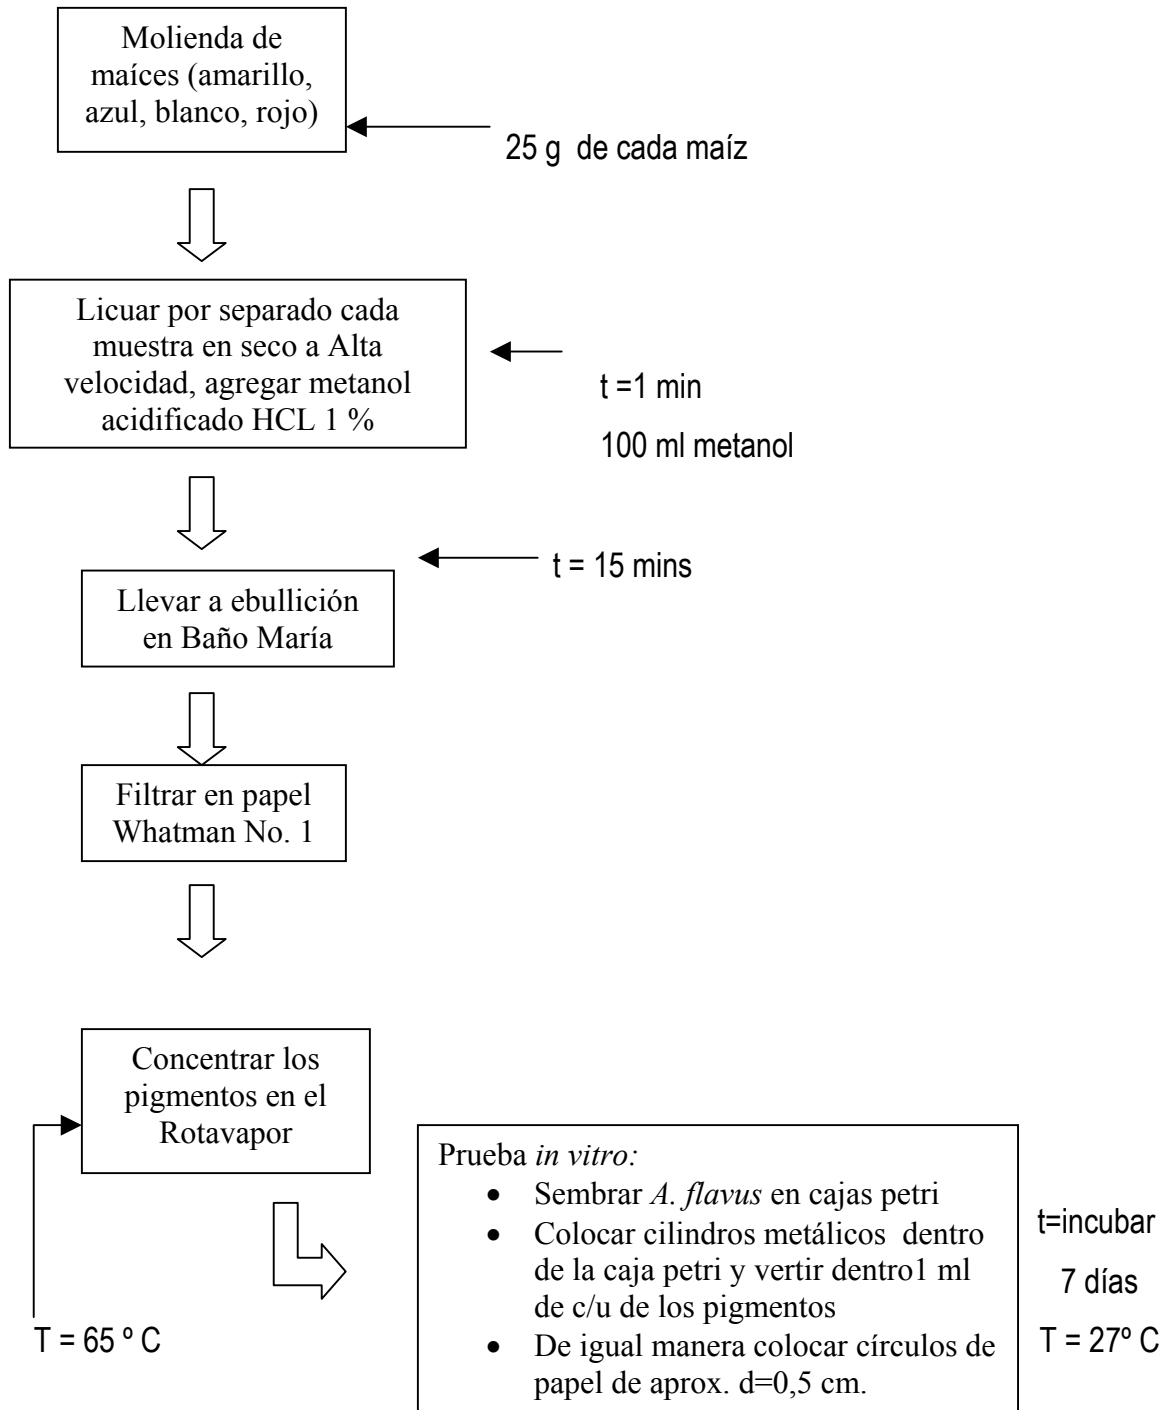 Molienda de
maíces (amarillo,
azul, blanco, rojo)
25 g de cada maíz
Licuar por separado cada
muestra en seco a Alta
velocidad, agregar metanol
acidificado HCL 1 %
t =1 min
100 ml metanol
t = 15 mins
Llevar a ebullición
en Baño María
Filtrar en papel
Whatman No. 1
Concentrar los
pigmentos en el
Rotavapor
T = 65 º C
Prueba in vitro:
• Sembrar A. flavus en cajas petri
• Colocar cilindros metálicos dentro
de la caja petri y vertir dentro1 ml
de c/u de los pigmentos
• De igual manera colocar círculos de
papel de aprox. d=0,5 cm.
t=incubar
7 días
T = 27º C